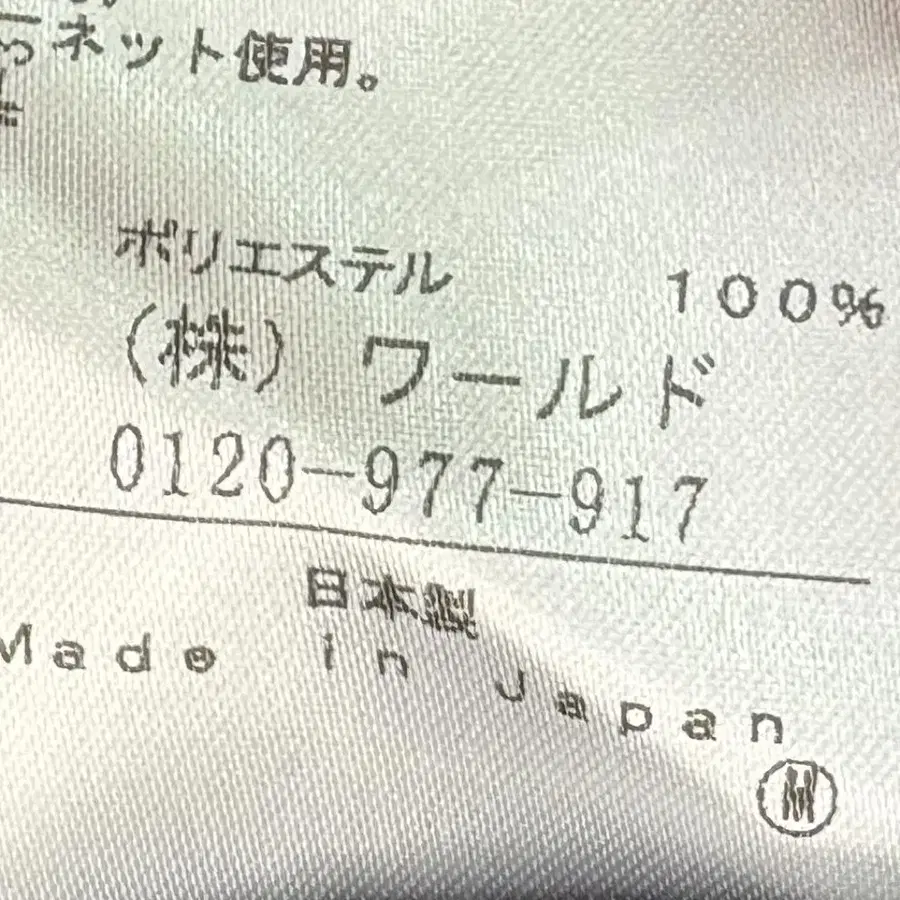 ネット使用。
ポリエステル 100%
(株) ワールド
0120-977-917
日本製
Made in Japan
M